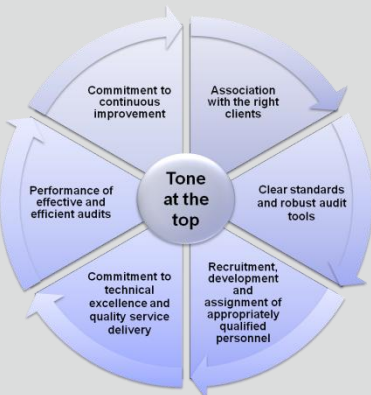 Commitment to
continuous
improvement
Association
with the right
clients
Performance of
effective and
efficient audits
Tone
at the
top
Clear standards
and robust audit
tools
Commitment to
technical
excellence and
quality service
delivery
Recruitment,
development
and
assignment of
appropriately
qualified
personnel